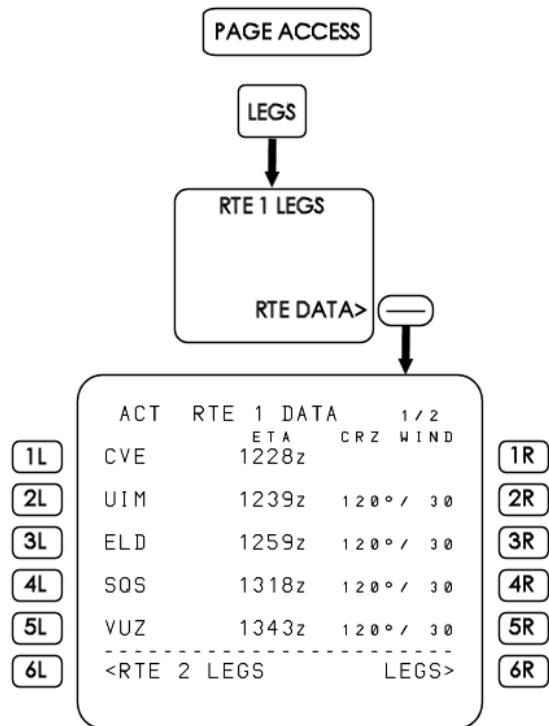 PAGE ACCESS
LEGS
RTE 1 LEGS
RTE DATA>
ACT RTE 1 DATA 1/2
ETA CRZ WIND
1L CVE 1228z 1R
2L UIM 1239z 120°/ 30 2R
3L ELD 1259z 120°/ 30 3R
4L SQS 1318z 120°/ 30 4R
5L VUZ 1343z 120°/ 30 5R
6L <RTE 2 LEGS LEGS> 6R